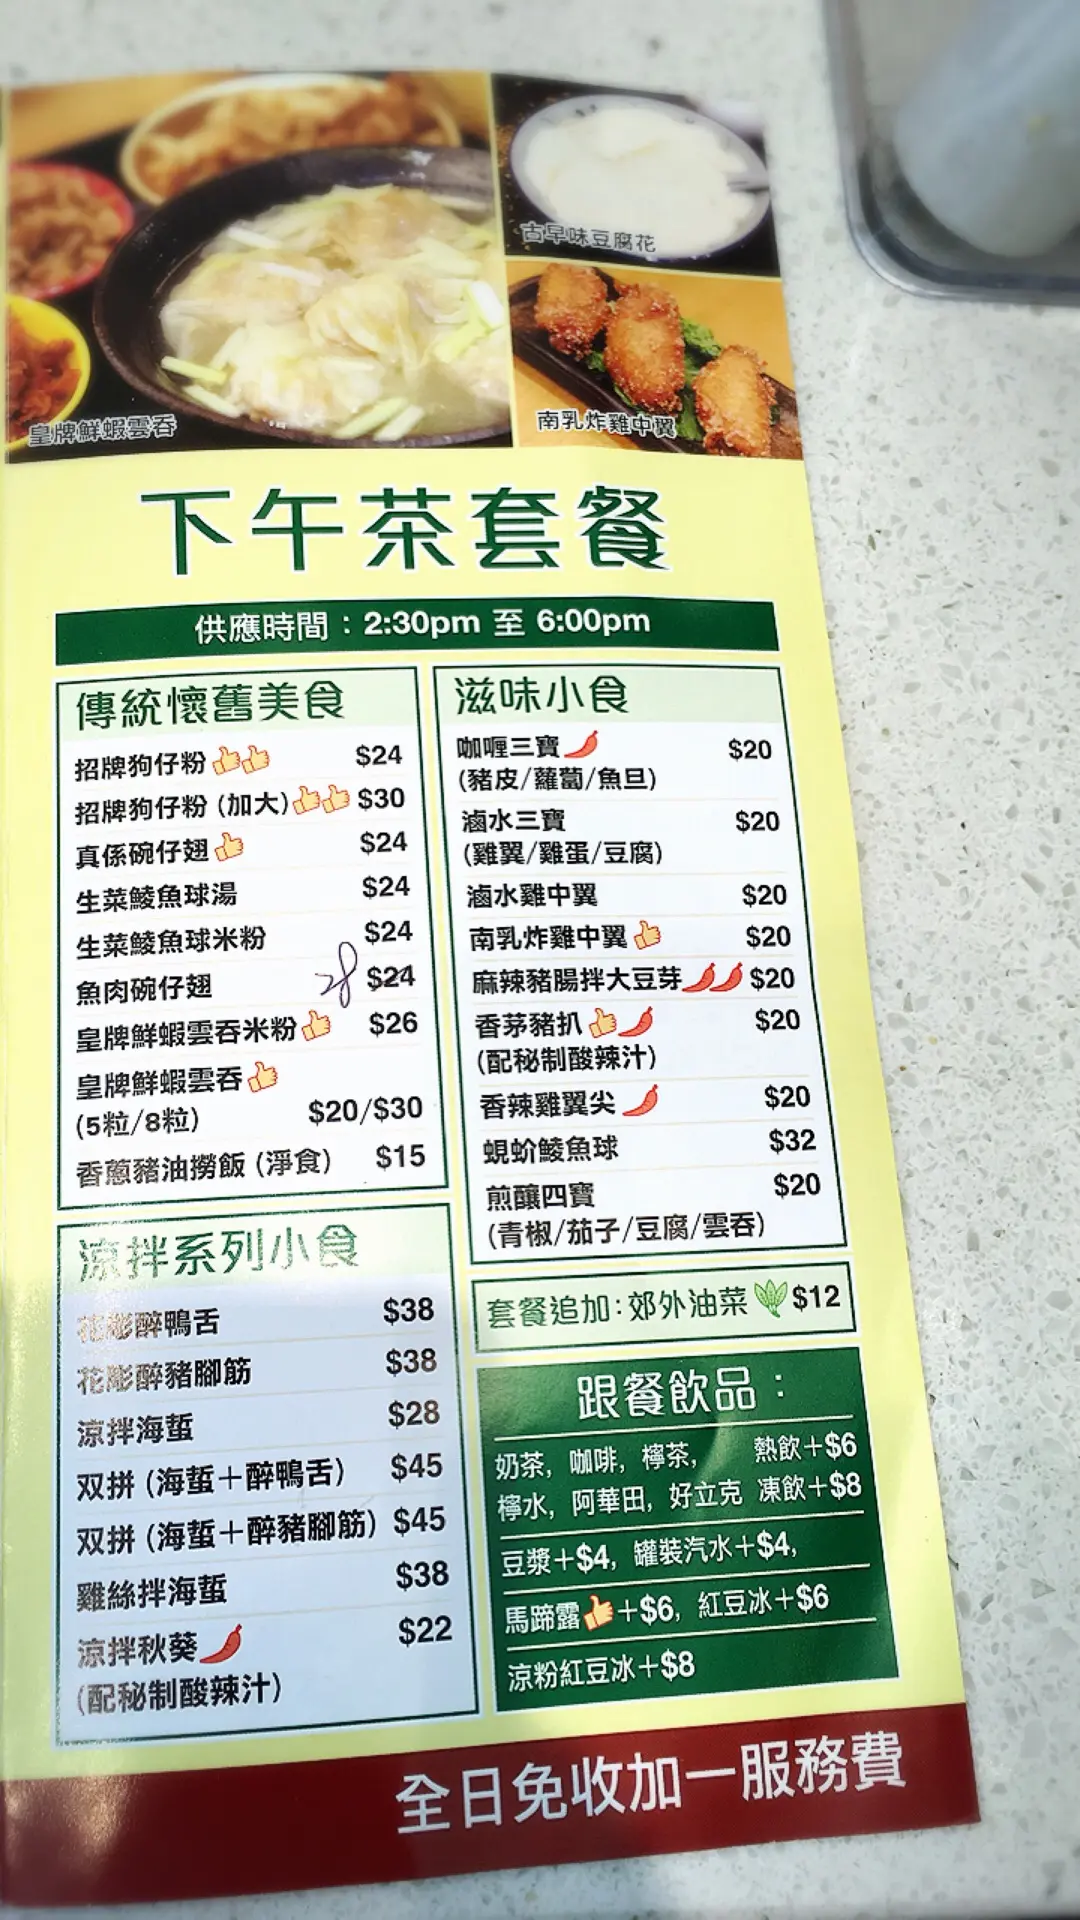 古早味豆腐花
皇牌鮮蝦雲吞
南乳炸雞中翼
下午茶套餐
供應時間：2:30pm 至 6:00pm
傳統懷舊美食
招牌狗仔粉 $24
招牌狗仔粉 (加大) $30
真係碗仔翅 $24
生菜鯪魚球湯 $24
生菜鯪魚球米粉 $24
魚肉碗仔翅 28 $24
皇牌鮮蝦雲吞米粉 $26
皇牌鮮蝦雲吞
(5粒/8粒) $20/$30
香蔥豬油撈飯 (淨食) $15
涼拌系列小食
花彫醉鴨舌 $38
花彫醉豬腳筋 $38
涼拌海蜇 $28
双拼 (海蜇＋醉鴨舌) $45
双拼 (海蜇＋醉豬腳筋) $45
雞絲拌海蜇 $38
涼拌秋葵 $22
(配秘制酸辣汁)
滋味小食
咖喱三寶 $20
(豬皮/蘿蔔/魚旦)
滷水三寶 $20
(雞翼/雞蛋/豆腐)
滷水雞中翼 $20
南乳炸雞中翼 $20
麻辣豬腸拌大豆芽 $20
香茅豬扒 $20
(配秘制酸辣汁)
香辣雞翼尖 $20
蜆蚧鯪魚球 $32
煎釀四寶 $20
(青椒/茄子/豆腐/雲吞)
套餐追加：郊外油菜 $12
跟餐飲品：
奶茶，咖啡，檸茶， 熱飲＋$6
檸水，阿華田，好立克 凍飲＋$8
豆漿＋$4，罐裝汽水＋$4，
馬蹄露＋$6，紅豆冰＋$6
涼粉紅豆冰＋$8
全日免收加一服務費